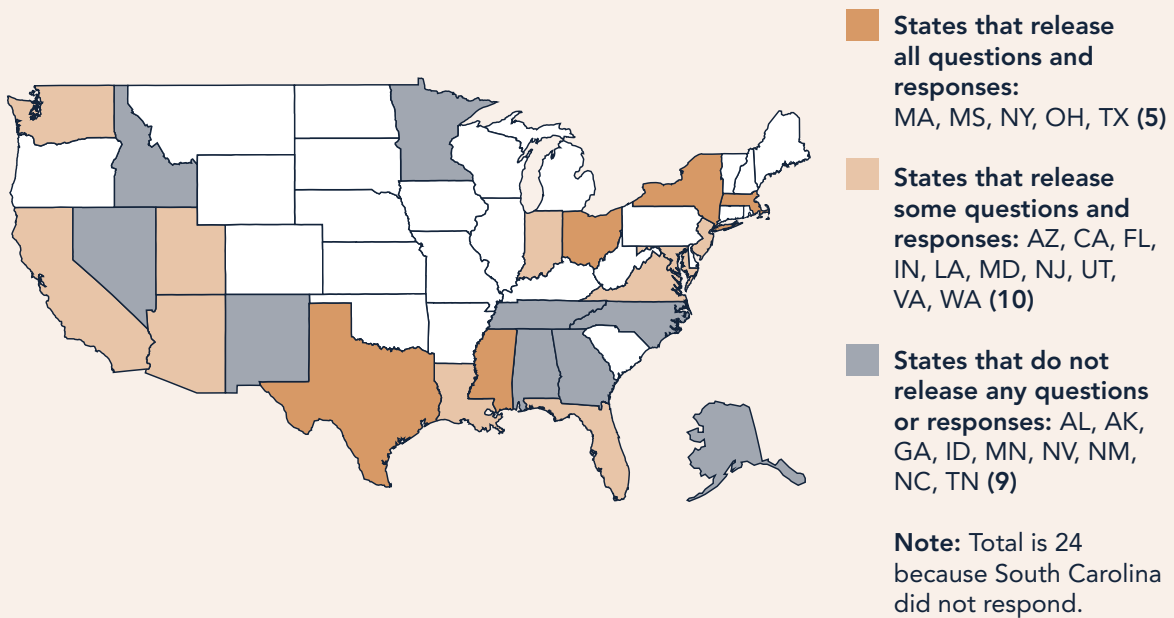 States that release
all questions and
responses:
MA, MS, NY, OH, TX (5)
States that release
some questions and
responses: AZ, CA, FL,
IN, LA, MD, NJ, UT,
VA, WA (10)
States that do not
release any questions
or responses: AL, AK,
GA, ID, MN, NV, NM,
NC, TN (9)
Note: Total is 24
because South Carolina
did not respond.